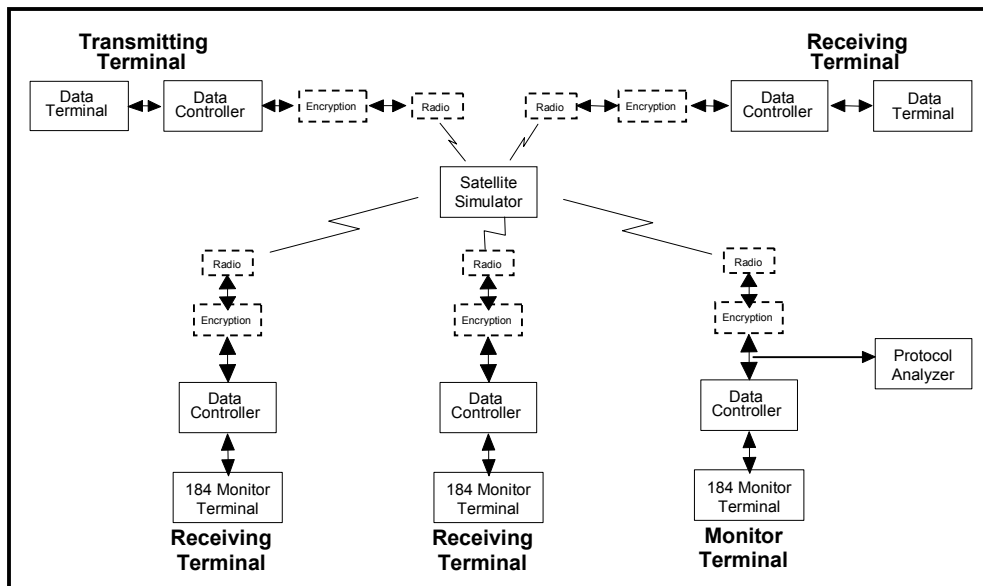 Transmitting
Terminal
Receiving
Terminal
Data
Terminal
Data
Controller
Encryption
Radio
Radio
Encryption
Data
Controller
Data
Terminal
Satellite
Simulator
Radio
Encryption
Data
Controller
184 Monitor
Terminal
Receiving
Terminal
Radio
Encryption
Data
Controller
184 Monitor
Terminal
Receiving
Terminal
Radio
Encryption
Protocol
Analyzer
Data
Controller
184 Monitor
Terminal
Monitor
Terminal